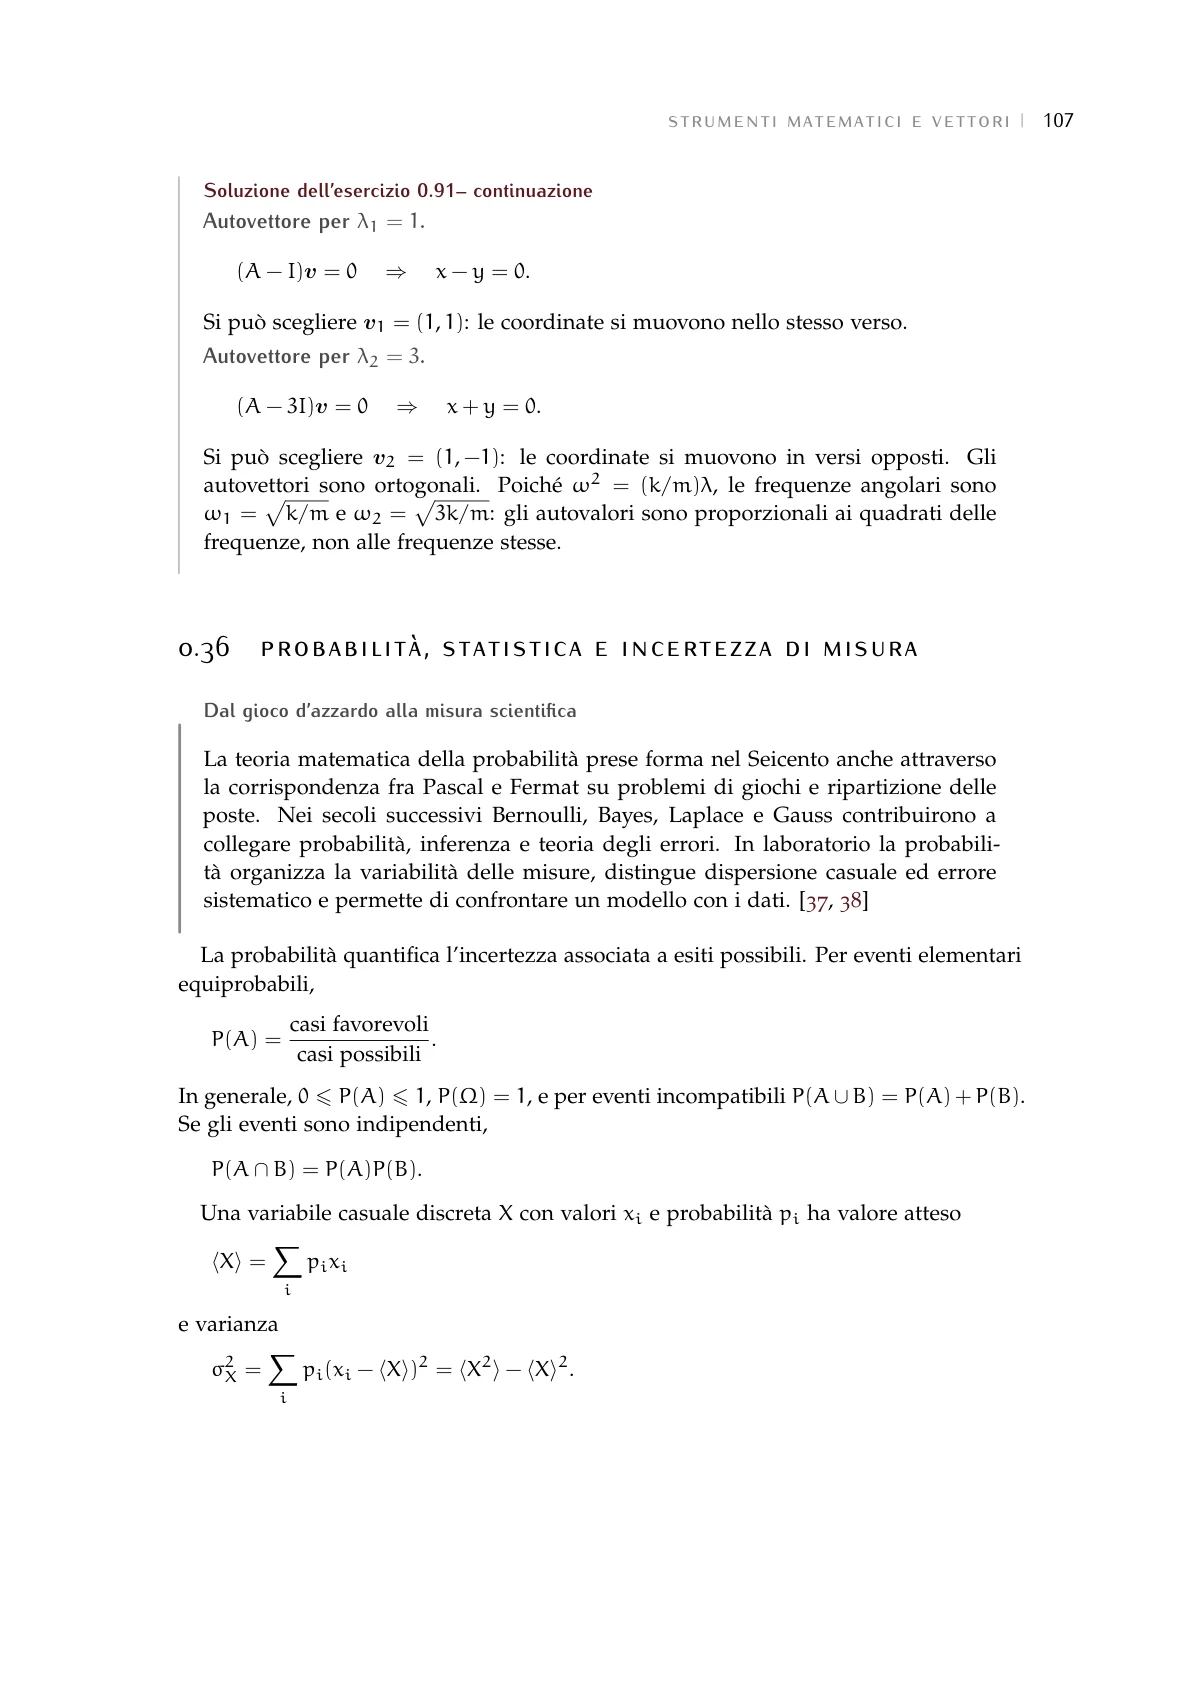 STRUMENTI MATEMATICI E VETTORI | 107
Soluzione dell'esercizio 0.91– continuazione
Autovettore per λ₁ = 1.
(A − I)v = 0 ⇒ x − y = 0.
Si può scegliere v₁ = (1, 1): le coordinate si muovono nello stesso verso.
Autovettore per λ₂ = 3.
(A − 3I)v = 0 ⇒ x + y = 0.
Si può scegliere v₂ = (1, −1): le coordinate si muovono in versi opposti. Gli
autovettori sono ortogonali. Poiché ω² = (k/m)λ, le frequenze angolari sono
ω₁ = √k/m e ω₂ = √3k/m: gli autovalori sono proporzionali ai quadrati delle
frequenze, non alle frequenze stesse.
0.36 PROBABILITÀ, STATISTICA E INCERTEZZA DI MISURA
Dal gioco d'azzardo alla misura scientifica
La teoria matematica della probabilità prese forma nel Seicento anche attraverso
la corrispondenza fra Pascal e Fermat su problemi di giochi e ripartizione delle
poste. Nei secoli successivi Bernoulli, Bayes, Laplace e Gauss contribuirono a
collegare probabilità, inferenza e teoria degli errori. In laboratorio la probabili-
tà organizza la variabilità delle misure, distingue dispersione casuale ed errore
sistematico e permette di confrontare un modello con i dati. [37, 38]
La probabilità quantifica l'incertezza associata a esiti possibili. Per eventi elementari
equiprobabili,
P(A) = casi favorevoli / casi possibili.
In generale, 0 ⩽ P(A) ⩽ 1, P(Ω) = 1, e per eventi incompatibili P(A ∪ B) = P(A) + P(B).
Se gli eventi sono indipendenti,
P(A ∩ B) = P(A)P(B).
Una variabile casuale discreta X con valori xᵢ e probabilità pᵢ ha valore atteso
⟨X⟩ = ∑ᵢ pᵢxᵢ
e varianza
σ²_X = ∑ᵢ pᵢ(xᵢ − ⟨X⟩)² = ⟨X²⟩ − ⟨X⟩².